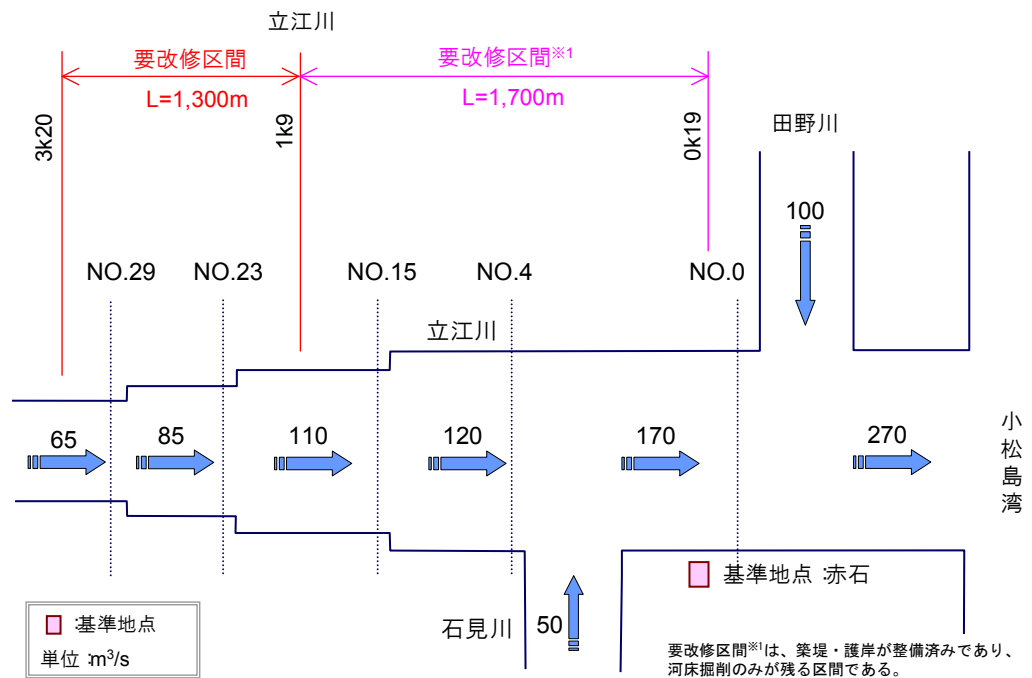 立江川
要改修区間
要改修区間※1
L=1,300m
L=1,700m
3k20
1k9
0k19
田野川
100
NO.29
NO.23
NO.15
NO.4
NO.0
立江川
65
85
110
120
170
270
小松島湾
基準地点:赤石
石見川
50
:基準地点
単位:m³/s
要改修区間※1は、築堤・護岸が整備済みであり、
河床掘削のみが残る区間である。